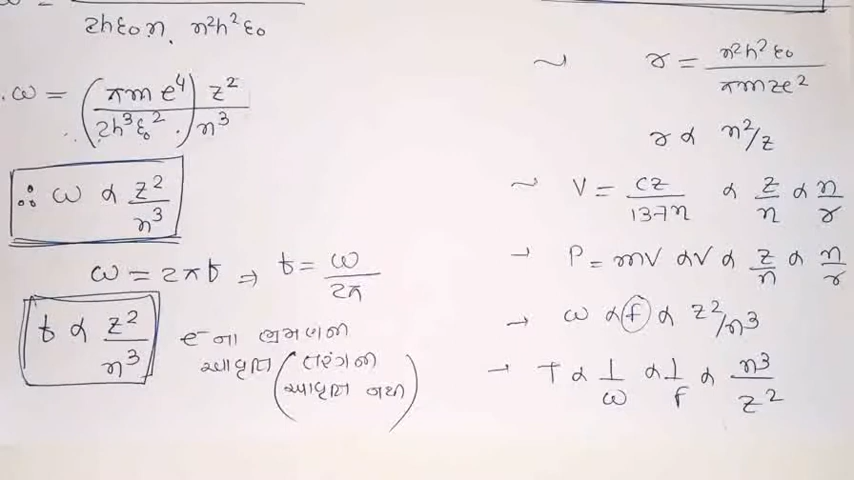 2hε₀n. n²h²ε₀
. ω = (πme⁴ / 2h³ε₀²) z²/n³
∴ ω ∝ z²/n³
ω = 2πf ⇒ f = ω/2π
f ∝ z²/n³
e⁻ના ભ્રમણની
આવૃત્તિ (તરંગની
આવૃત્તિ નથી)
~ r = n²h²ε₀ / πmze²
r ∝ n²/z
~ V = cz/137n ∝ z/n ∝ n/r
→ P = mV ∝ V ∝ z/n ∝ n/r
→ ω ∝ f ∝ z²/n³
→ T ∝ 1/ω ∝ 1/f ∝ n³/z²